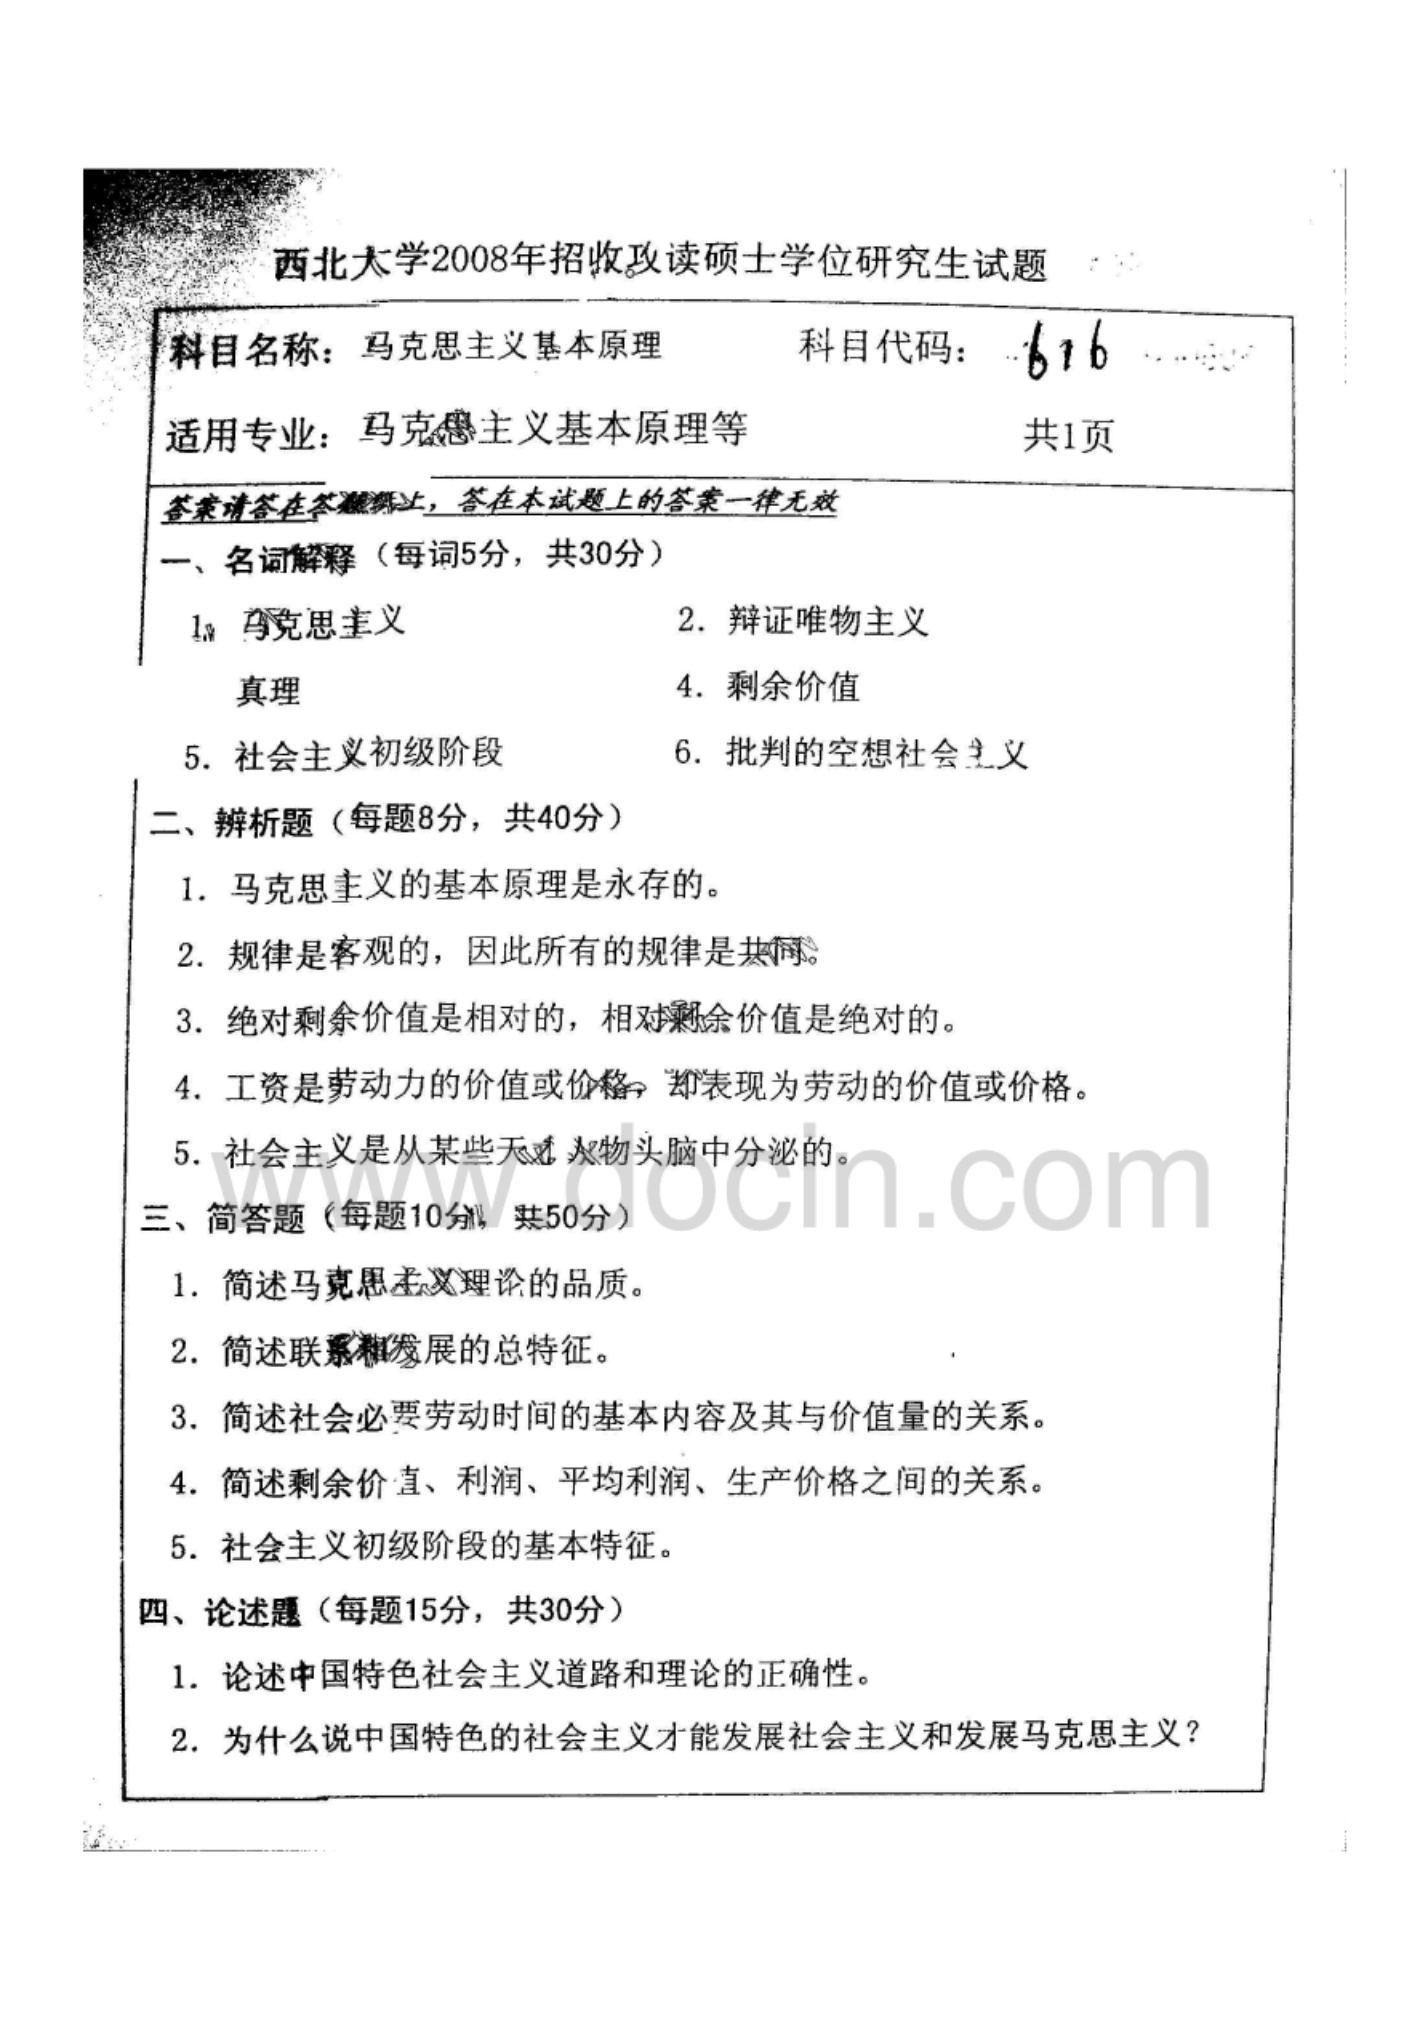 西北大学2008年招收攻读硕士学位研究生试题
科目名称：马克思主义基本原理 科目代码：616
适用专业：马克思主义基本原理等 共1页
答案请答在答题纸上，答在本试题上的答案一律无效
一、名词解释（每词5分，共30分）
1. 马克思主义 2. 辩证唯物主义
真理 4. 剩余价值
5. 社会主义初级阶段 6. 批判的空想社会主义
二、辨析题（每题8分，共40分）
1. 马克思主义的基本原理是永存的。
2. 规律是客观的，因此所有的规律是共同。
3. 绝对剩余价值是相对的，相对剩余价值是绝对的。
4. 工资是劳动力的价值或价格，却表现为劳动的价值或价格。
5. 社会主义是从某些天才人物头脑中分泌的。
www.docin.com
三、简答题（每题10分，共50分）
1. 简述马克思主义理论的品质。
2. 简述联系和发展的总特征。
3. 简述社会必要劳动时间的基本内容及其与价值量的关系。
4. 简述剩余价值、利润、平均利润、生产价格之间的关系。
5. 社会主义初级阶段的基本特征。
四、论述题（每题15分，共30分）
1. 论述中国特色社会主义道路和理论的正确性。
2. 为什么说中国特色的社会主义才能发展社会主义和发展马克思主义？